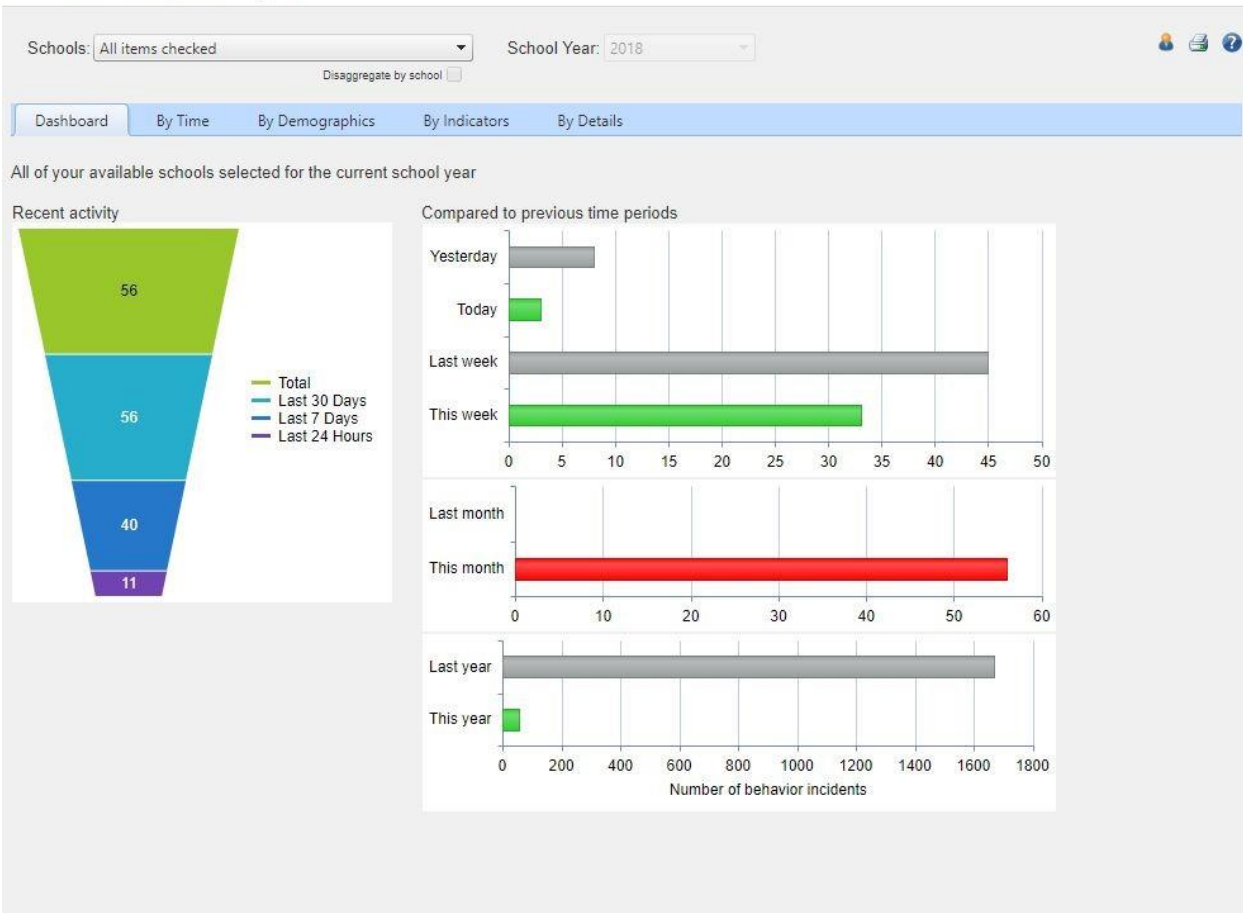 Schools: All items checked School Year: 2018
Disaggregate by school
Dashboard By Time By Demographics By Indicators By Details
All of your available schools selected for the current school year
Recent activity
56
56
40
11
Total
Last 30 Days
Last 7 Days
Last 24 Hours
Compared to previous time periods
Yesterday
Today
Last week
This week
0 5 10 15 20 25 30 35 40 45 50
Last month
This month
0 10 20 30 40 50 60
Last year
This year
0 200 400 600 800 1000 1200 1400 1600 1800
Number of behavior incidents